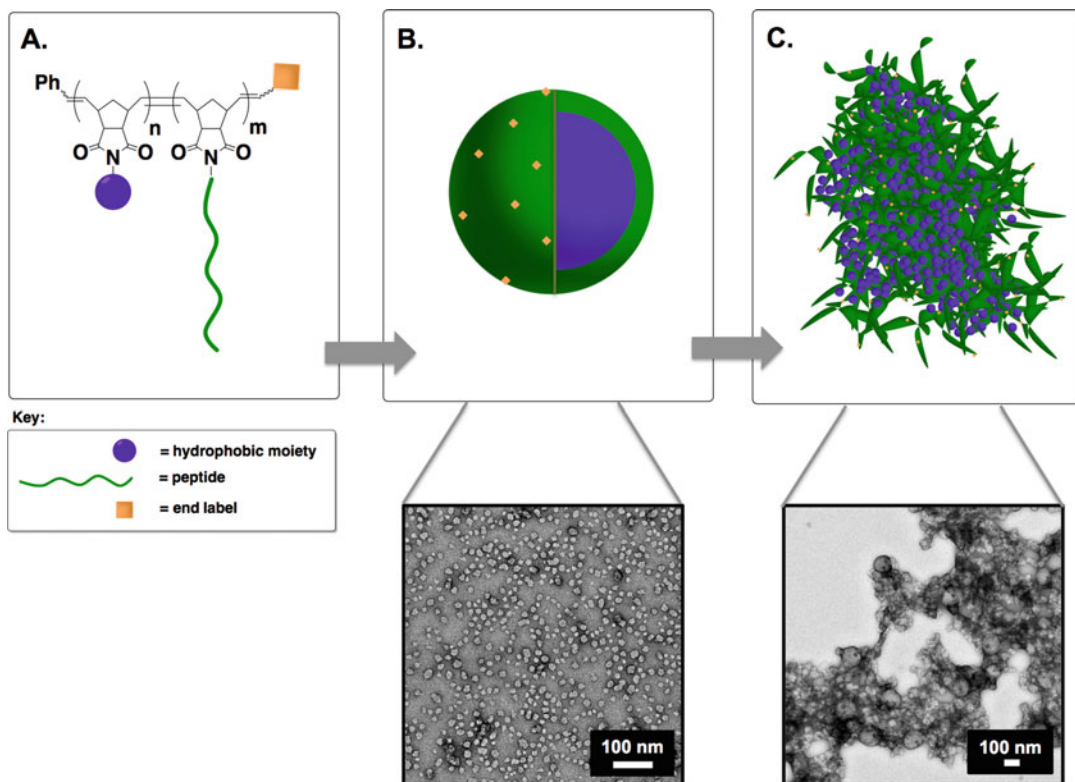 A.
B.
C.
Ph
n
m
O
N
O
O
N
O
Key:
= hydrophobic moiety
= peptide
= end label
100 nm
100 nm